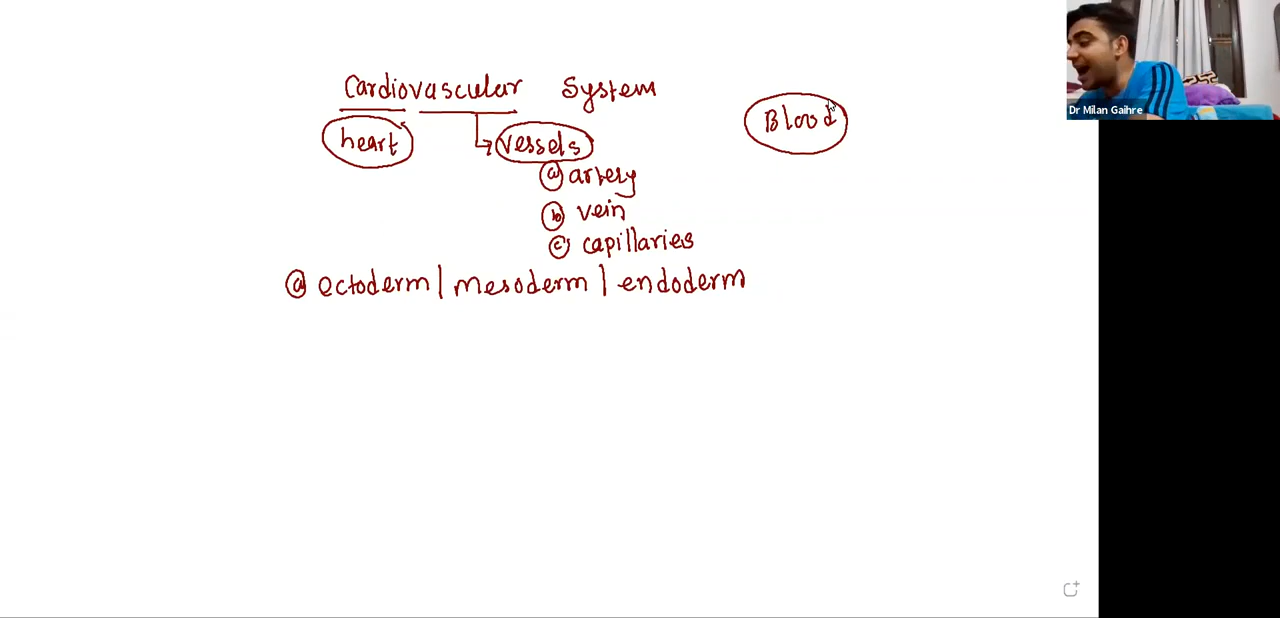 Cardiovascular System
heart
vessels
Blood
ⓐ artery
ⓑ vein
ⓒ capillaries
ⓐ ectoderm | mesoderm | endoderm
Dr Milan Gaihre